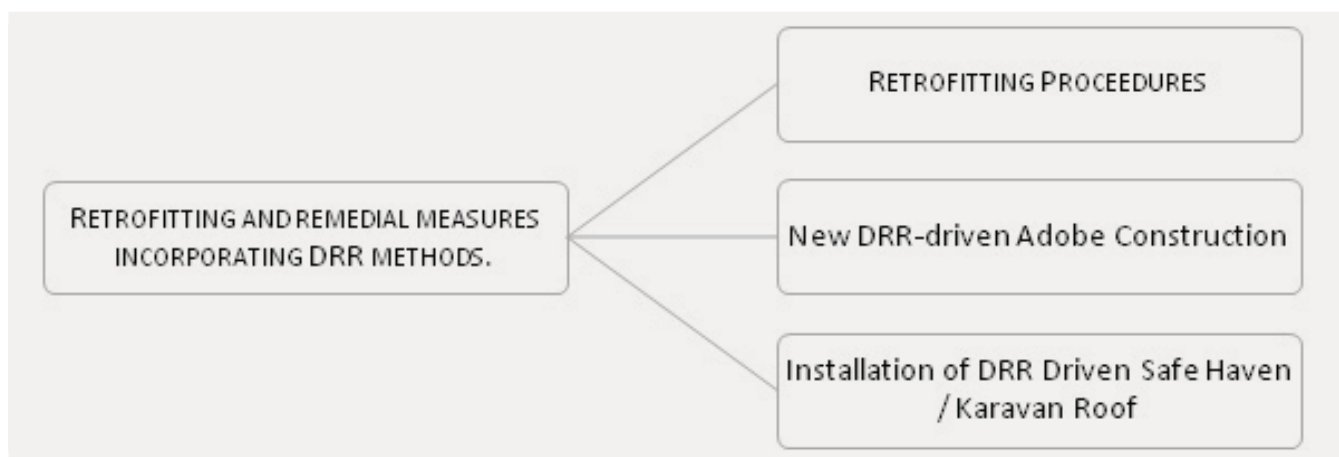 RETROFITTING PROCEEDURES
RETROFITTING AND REMEDIAL MEASURES
INCORPORATING DRR METHODS.
New DRR-driven Adobe Construction
Installation of DRR Driven Safe Haven
/ Karavan Roof